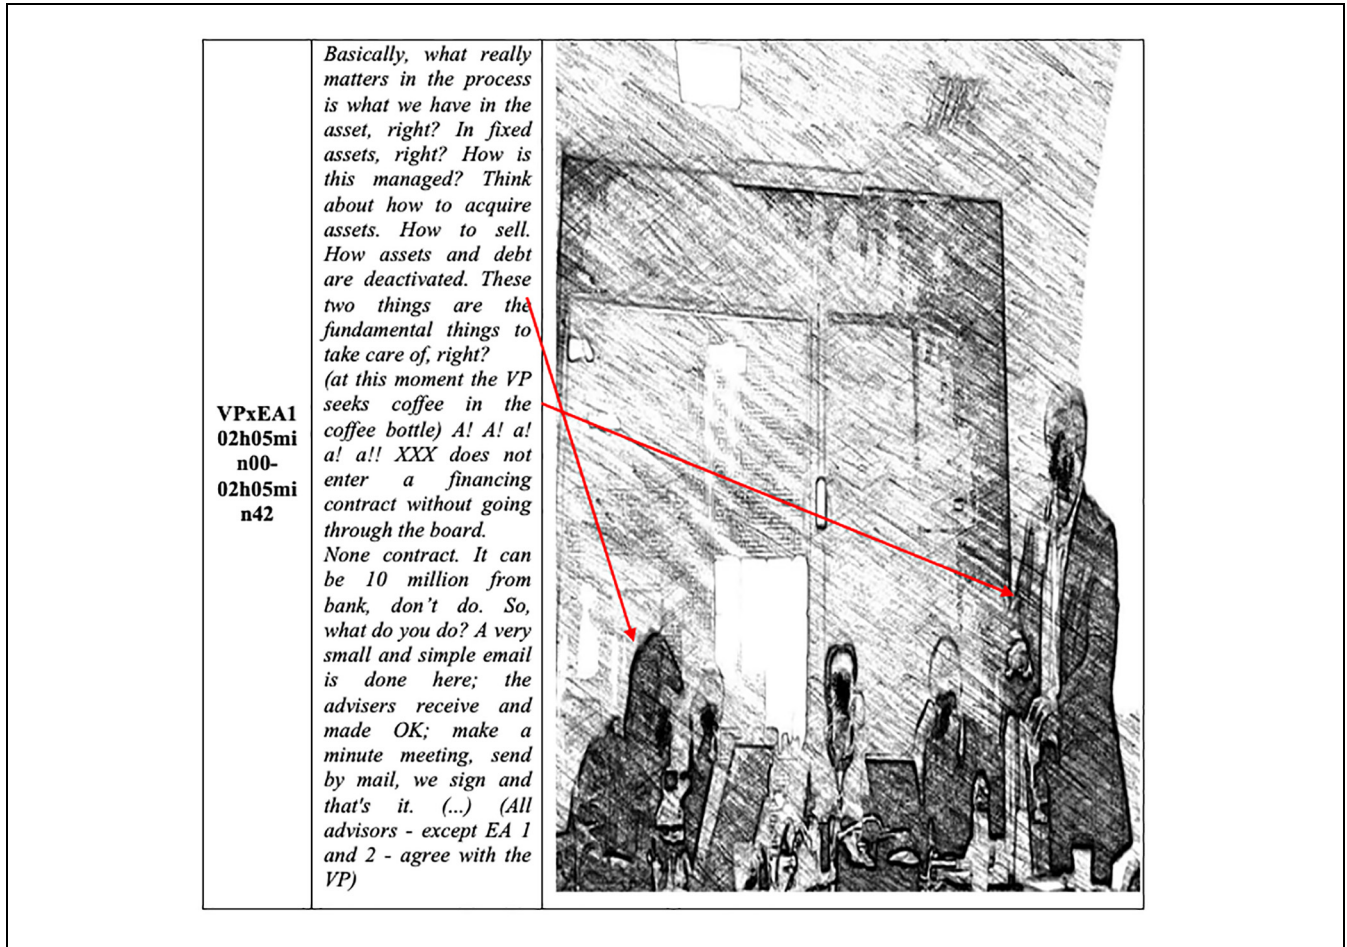 VPxEA1
02h05mi
n00-
02h05mi
n42
Basically, what really
matters in the process
is what we have in the
asset, right? In fixed
assets, right? How is
this managed? Think
about how to acquire
assets. How to sell.
How assets and debt
are deactivated. These
two things are the
fundamental things to
take care of, right?
(at this moment the VP
seeks coffee in the
coffee bottle) A! A! a!
a! a!! XXX does not
enter a financing
contract without going
through the board.
None contract. It can
be 10 million from
bank, don't do. So,
what do you do? A very
small and simple email
is done here; the
advisers receive and
made OK; make a
minute meeting, send
by mail, we sign and
that's it. (...) (All
advisors - except EA 1
and 2 - agree with the
VP)